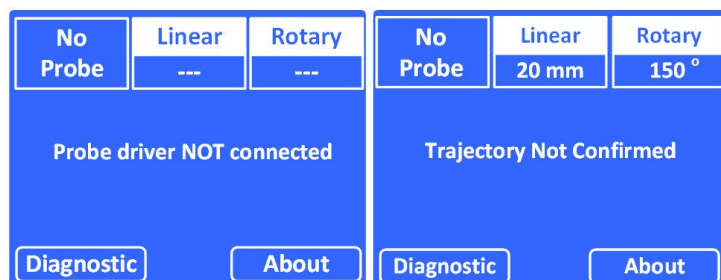 No Probe
Linear
---
Rotary
---
Probe driver NOT connected
Diagnostic
About
No Probe
Linear
20 mm
Rotary
150 °
Trajectory Not Confirmed
Diagnostic
About